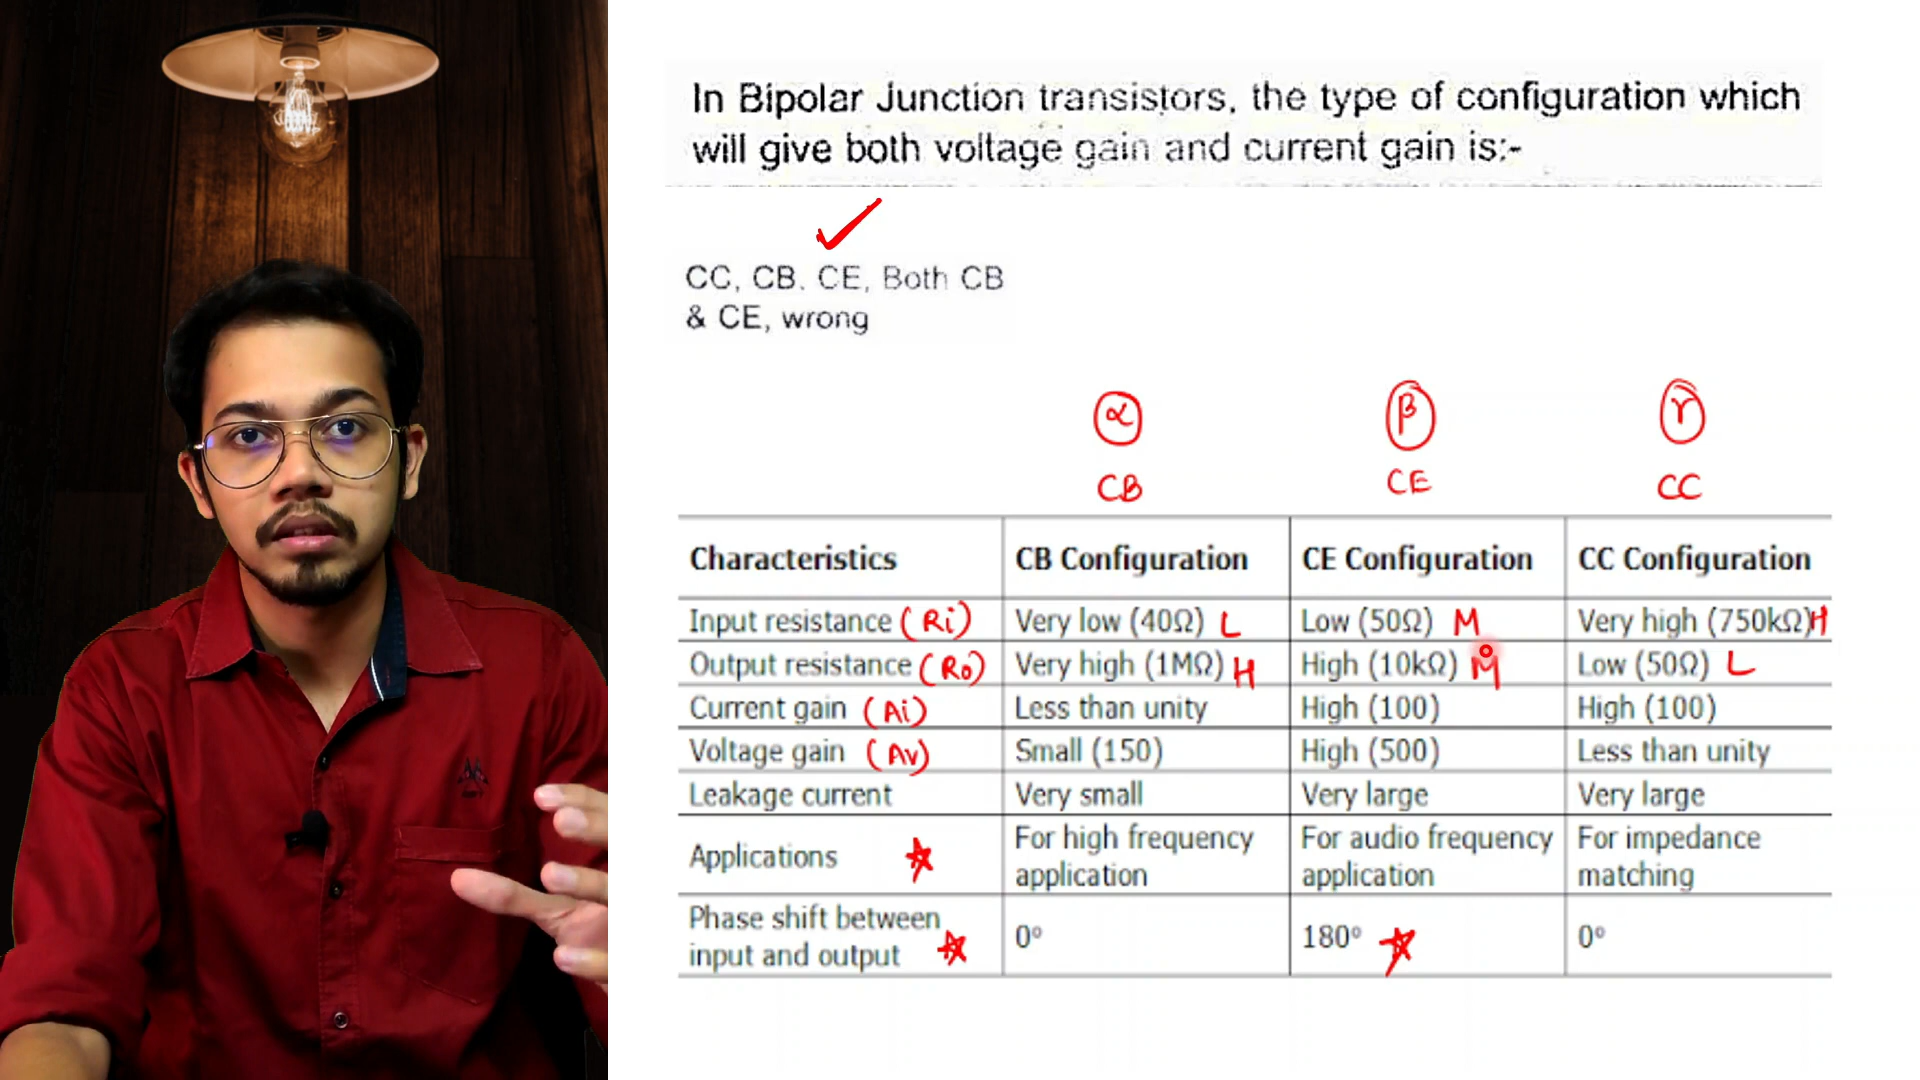 In Bipolar Junction transistors, the type of configuration which
will give both voltage gain and current gain is:-
CC, CB. CE, Both CB
& CE, wrong
α β γ
CB CE CC
Characteristics CB Configuration CE Configuration CC Configuration
Input resistance (Ri) Very low (40Ω) L Low (50Ω) M Very high (750kΩ) H
Output resistance (Ro) Very high (1MΩ) H High (10kΩ) M Low (50Ω) L
Current gain (Ai) Less than unity High (100) High (100)
Voltage gain (Av) Small (150) High (500) Less than unity
Leakage current Very small Very large Very large
Applications For high frequency application For audio frequency application For impedance matching
Phase shift between input and output 0° 180° 0°